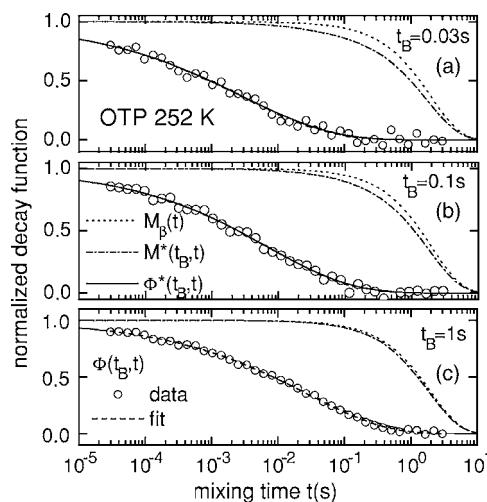 normalized decay function
1.0
0.5
0.0
t_B=0.03s
(a)
OTP 252 K
1.0
0.5
0.0
t_B=0.1s
(b)
M_β(t)
M*(t_B,t)
Φ*(t_B,t)
1.0
0.5
0.0
t_B=1s
(c)
Φ(t_B,t)
data
fit
10^-5 10^-4 10^-3 10^-2 10^-1 10^0 10^1
mixing time t(s)